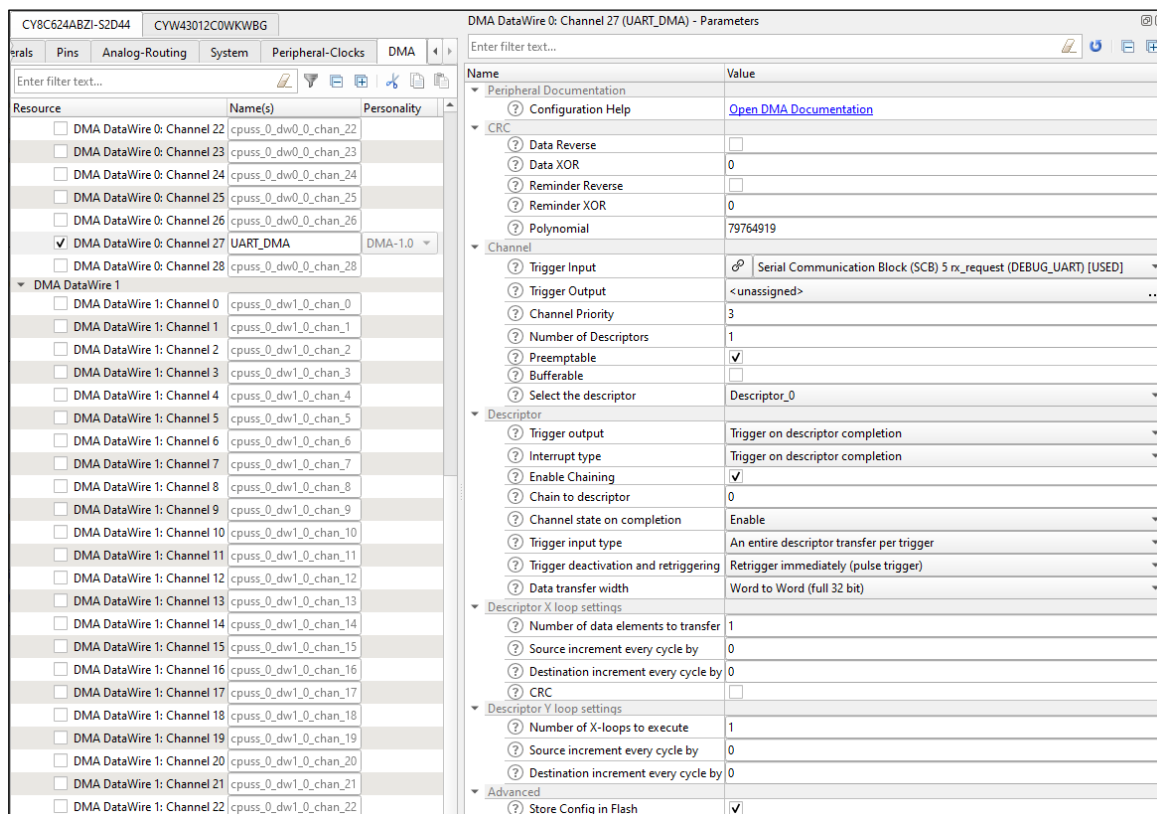 CY8C624ABZI-S2D44 CYW43012C0WKWBG
erals Pins Analog-Routing System Peripheral-Clocks DMA
Enter filter text...
Resource Name(s) Personality
DMA DataWire 0: Channel 22 cpuss_0_dw0_0_chan_22
DMA DataWire 0: Channel 23 cpuss_0_dw0_0_chan_23
DMA DataWire 0: Channel 24 cpuss_0_dw0_0_chan_24
DMA DataWire 0: Channel 25 cpuss_0_dw0_0_chan_25
DMA DataWire 0: Channel 26 cpuss_0_dw0_0_chan_26
DMA DataWire 0: Channel 27 UART_DMA DMA-1.0
DMA DataWire 0: Channel 28 cpuss_0_dw0_0_chan_28
DMA DataWire 1
DMA DataWire 1: Channel 0 cpuss_0_dw1_0_chan_0
DMA DataWire 1: Channel 1 cpuss_0_dw1_0_chan_1
DMA DataWire 1: Channel 2 cpuss_0_dw1_0_chan_2
DMA DataWire 1: Channel 3 cpuss_0_dw1_0_chan_3
DMA DataWire 1: Channel 4 cpuss_0_dw1_0_chan_4
DMA DataWire 1: Channel 5 cpuss_0_dw1_0_chan_5
DMA DataWire 1: Channel 6 cpuss_0_dw1_0_chan_6
DMA DataWire 1: Channel 7 cpuss_0_dw1_0_chan_7
DMA DataWire 1: Channel 8 cpuss_0_dw1_0_chan_8
DMA DataWire 1: Channel 9 cpuss_0_dw1_0_chan_9
DMA DataWire 1: Channel 10 cpuss_0_dw1_0_chan_10
DMA DataWire 1: Channel 11 cpuss_0_dw1_0_chan_11
DMA DataWire 1: Channel 12 cpuss_0_dw1_0_chan_12
DMA DataWire 1: Channel 13 cpuss_0_dw1_0_chan_13
DMA DataWire 1: Channel 14 cpuss_0_dw1_0_chan_14
DMA DataWire 1: Channel 15 cpuss_0_dw1_0_chan_15
DMA DataWire 1: Channel 16 cpuss_0_dw1_0_chan_16
DMA DataWire 1: Channel 17 cpuss_0_dw1_0_chan_17
DMA DataWire 1: Channel 18 cpuss_0_dw1_0_chan_18
DMA DataWire 1: Channel 19 cpuss_0_dw1_0_chan_19
DMA DataWire 1: Channel 20 cpuss_0_dw1_0_chan_20
DMA DataWire 1: Channel 21 cpuss_0_dw1_0_chan_21
DMA DataWire 1: Channel 22 cpuss_0_dw1_0_chan_22
DMA DataWire 0: Channel 27 (UART_DMA) - Parameters
Enter filter text...
Name Value
Peripheral Documentation
Configuration Help Open DMA Documentation
CRC
Data Reverse
Data XOR 0
Reminder Reverse
Reminder XOR 0
Polynomial 79764919
Channel
Trigger Input Serial Communication Block (SCB) 5 rx_request (DEBUG_UART) [USED]
Trigger Output <unassigned> ..
Channel Priority 3
Number of Descriptors 1
Preemptable
Bufferable
Select the descriptor Descriptor_0
Descriptor
Trigger output Trigger on descriptor completion
Interrupt type Trigger on descriptor completion
Enable Chaining
Chain to descriptor 0
Channel state on completion Enable
Trigger input type An entire descriptor transfer per trigger
Trigger deactivation and retriggering Retrigger immediately (pulse trigger)
Data transfer width Word to Word (full 32 bit)
Descriptor X loop settings
Number of data elements to transfer 1
Source increment every cycle by 0
Destination increment every cycle by 0
CRC
Descriptor Y loop settings
Number of X-loops to execute 1
Source increment every cycle by 0
Destination increment every cycle by 0
Advanced
Store Config in Flash